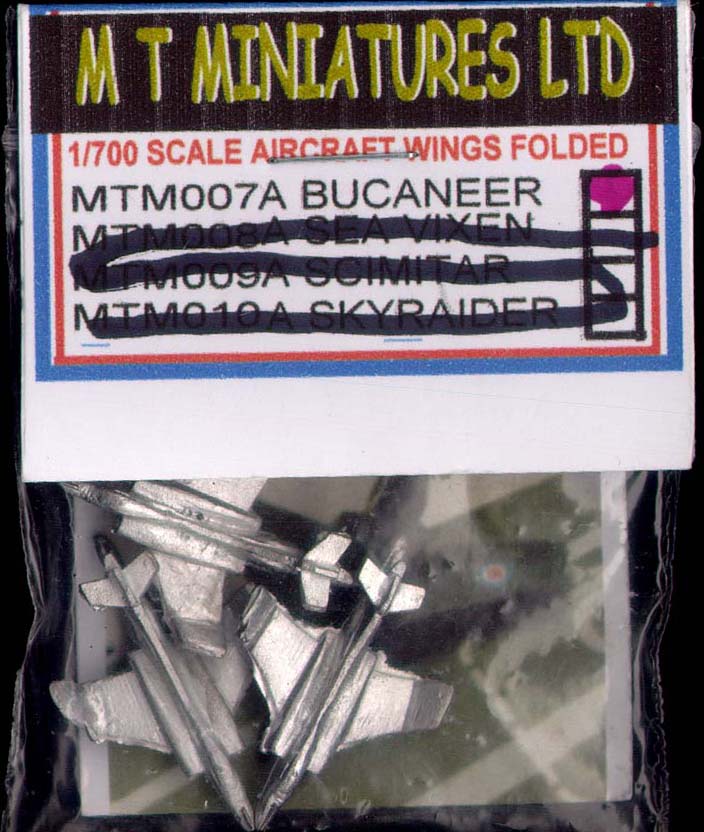 M T MINIATURES LTD
1/700 SCALE AIRCRAFT WINGS FOLDED
MTM007A BUCANEER
MTM008A SEA VIXEN
MTM009A SCIMITAR
MTM010A SKYRAIDER